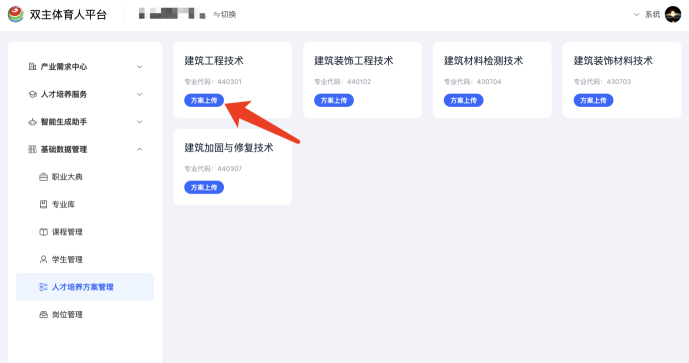 双主体育人平台
切换
系统
产业需求中心
人才培养服务
智能生成助手
基础数据管理
职业大典
专业库
课程管理
学生管理
人才培养方案管理
岗位管理
建筑工程技术
专业代码：440301
方案上传
建筑装饰工程技术
专业代码：440102
方案上传
建筑材料检测技术
专业代码：430704
方案上传
建筑装饰材料技术
专业代码：430703
方案上传
建筑加固与修复技术
专业代码：440307
方案上传